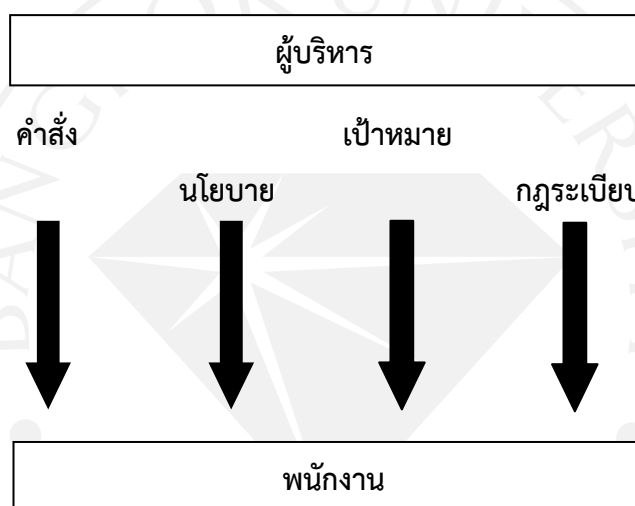 ผู้บริหาร
คำสั่ง เป้าหมาย
นโยบาย กฎระเบียบ
พนักงาน